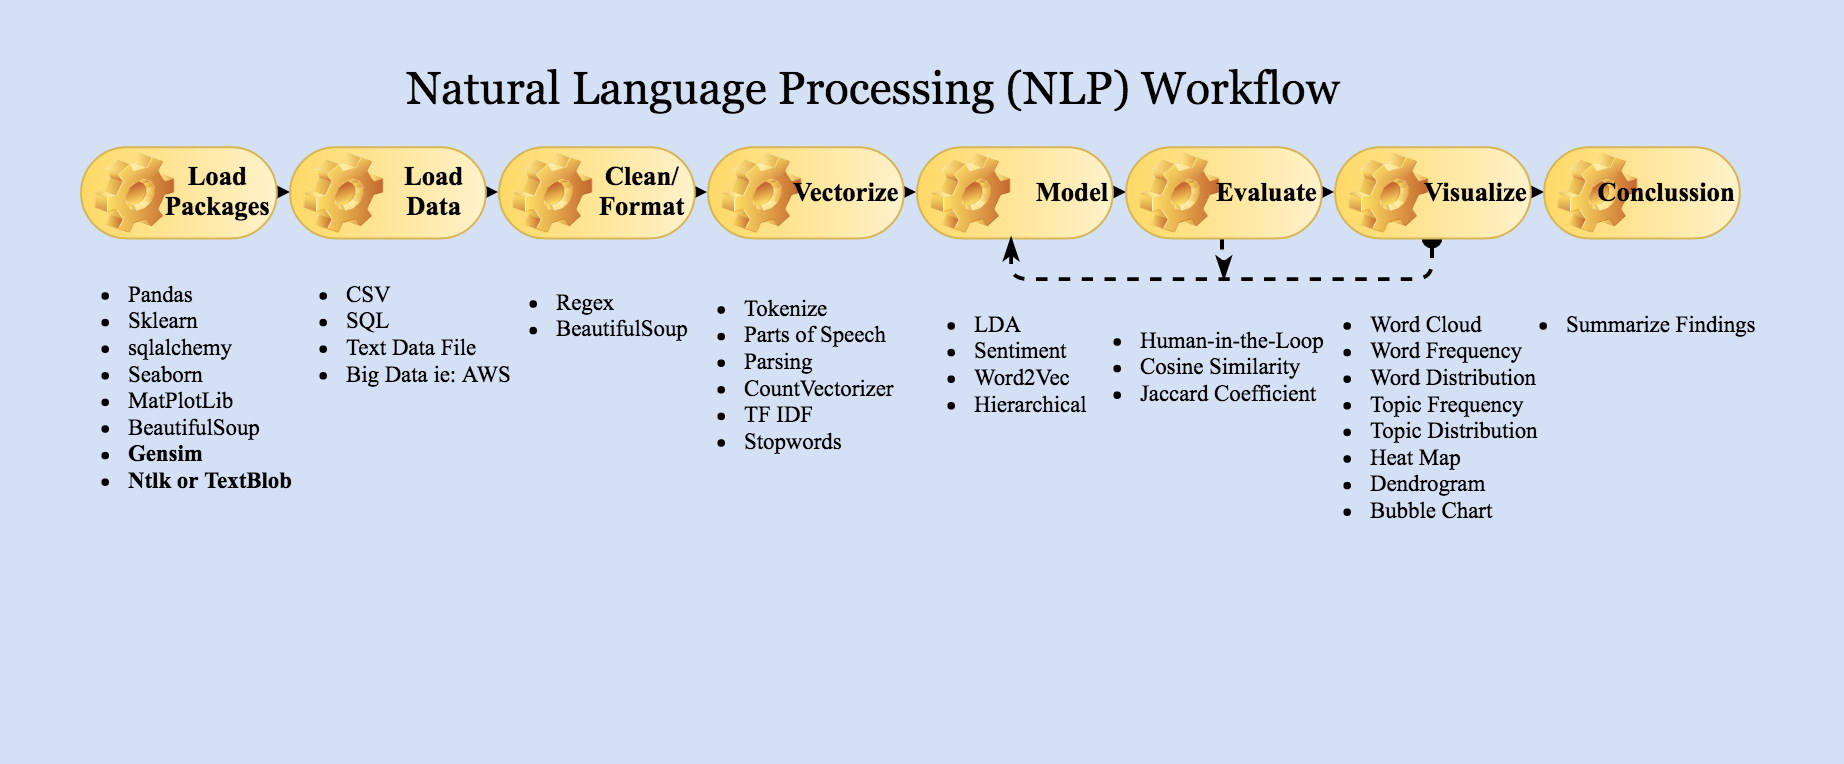 Natural Language Processing (NLP) Workflow
Load
Packages
Load
Data
Clean/
Format
Vectorize
Model
Evaluate
Visualize
Conclussion
Pandas
Sklearn
sqlalchemy
Seaborn
MatPlotLib
BeautifulSoup
Gensim
Ntlk or TextBlob
CSV
SQL
Text Data File
Big Data ie: AWS
Regex
BeautifulSoup
Tokenize
Parts of Speech
Parsing
CountVectorizer
TF IDF
Stopwords
LDA
Sentiment
Word2Vec
Hierarchical
Human-in-the-Loop
Cosine Similarity
Jaccard Coefficient
Word Cloud
Word Frequency
Word Distribution
Topic Frequency
Topic Distribution
Heat Map
Dendrogram
Bubble Chart
Summarize Findings